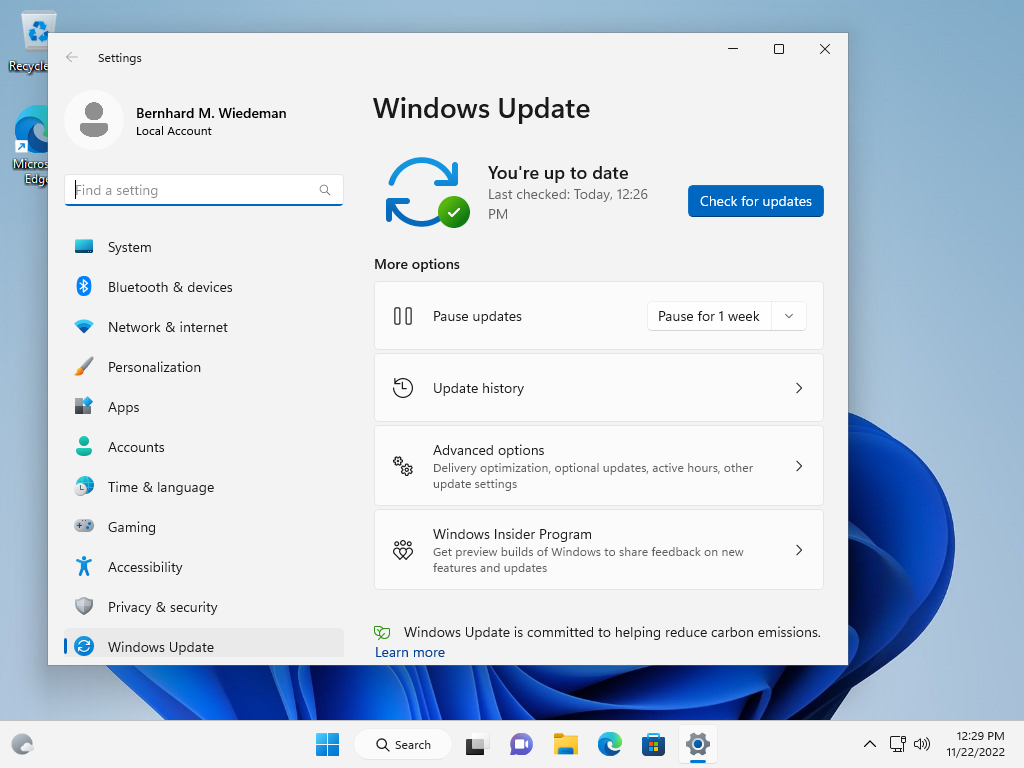 Recycle
Microso
Edge
Settings
Bernhard M. Wiedeman
Local Account
Find a setting
System
Bluetooth & devices
Network & internet
Personalization
Apps
Accounts
Time & language
Gaming
Accessibility
Privacy & security
Windows Update
Windows Update
You're up to date
Last checked: Today, 12:26
PM
Check for updates
More options
Pause updates
Pause for 1 week
Update history
Advanced options
Delivery optimization, optional updates, active hours, other
update settings
Windows Insider Program
Get preview builds of Windows to share feedback on new
features and updates
Windows Update is committed to helping reduce carbon emissions.
Learn more
Search
12:29 PM
11/22/2022